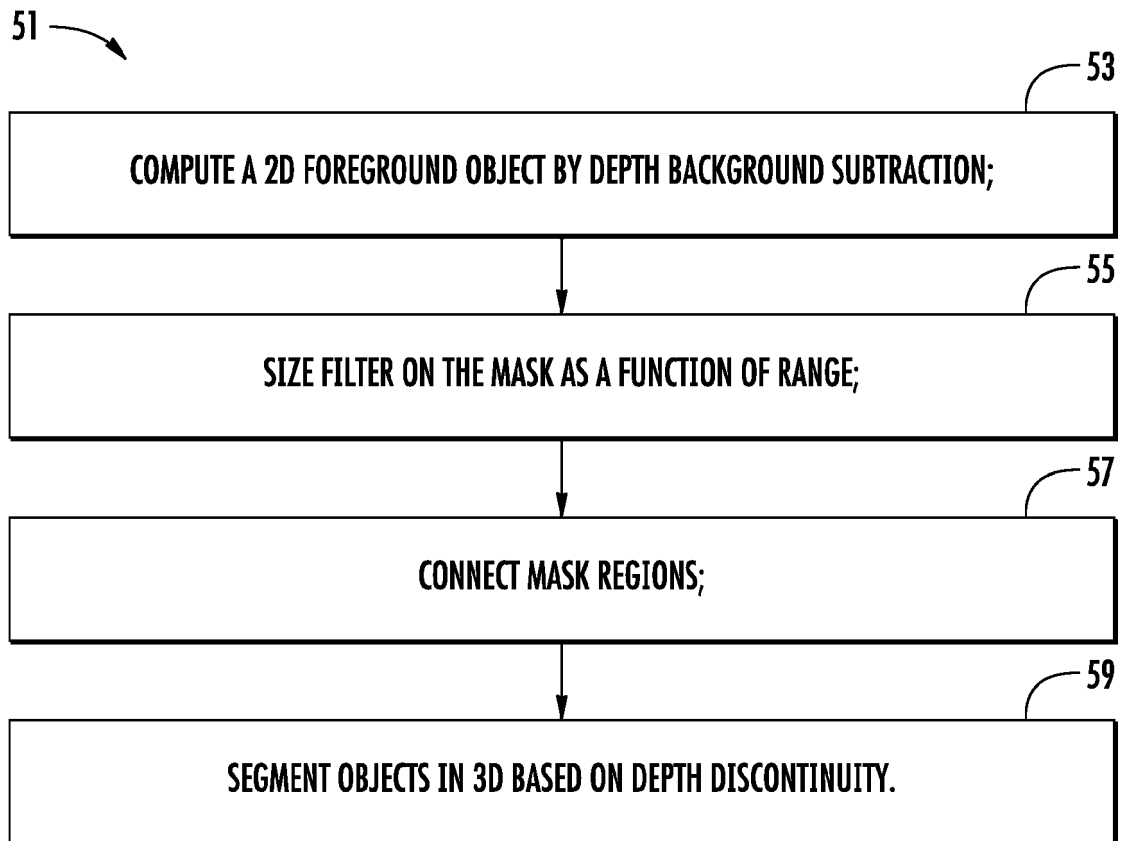 51
53
COMPUTE A 2D FOREGROUND OBJECT BY DEPTH BACKGROUND SUBTRACTION;
55
SIZE FILTER ON THE MASK AS A FUNCTION OF RANGE;
57
CONNECT MASK REGIONS;
59
SEGMENT OBJECTS IN 3D BASED ON DEPTH DISCONTINUITY.